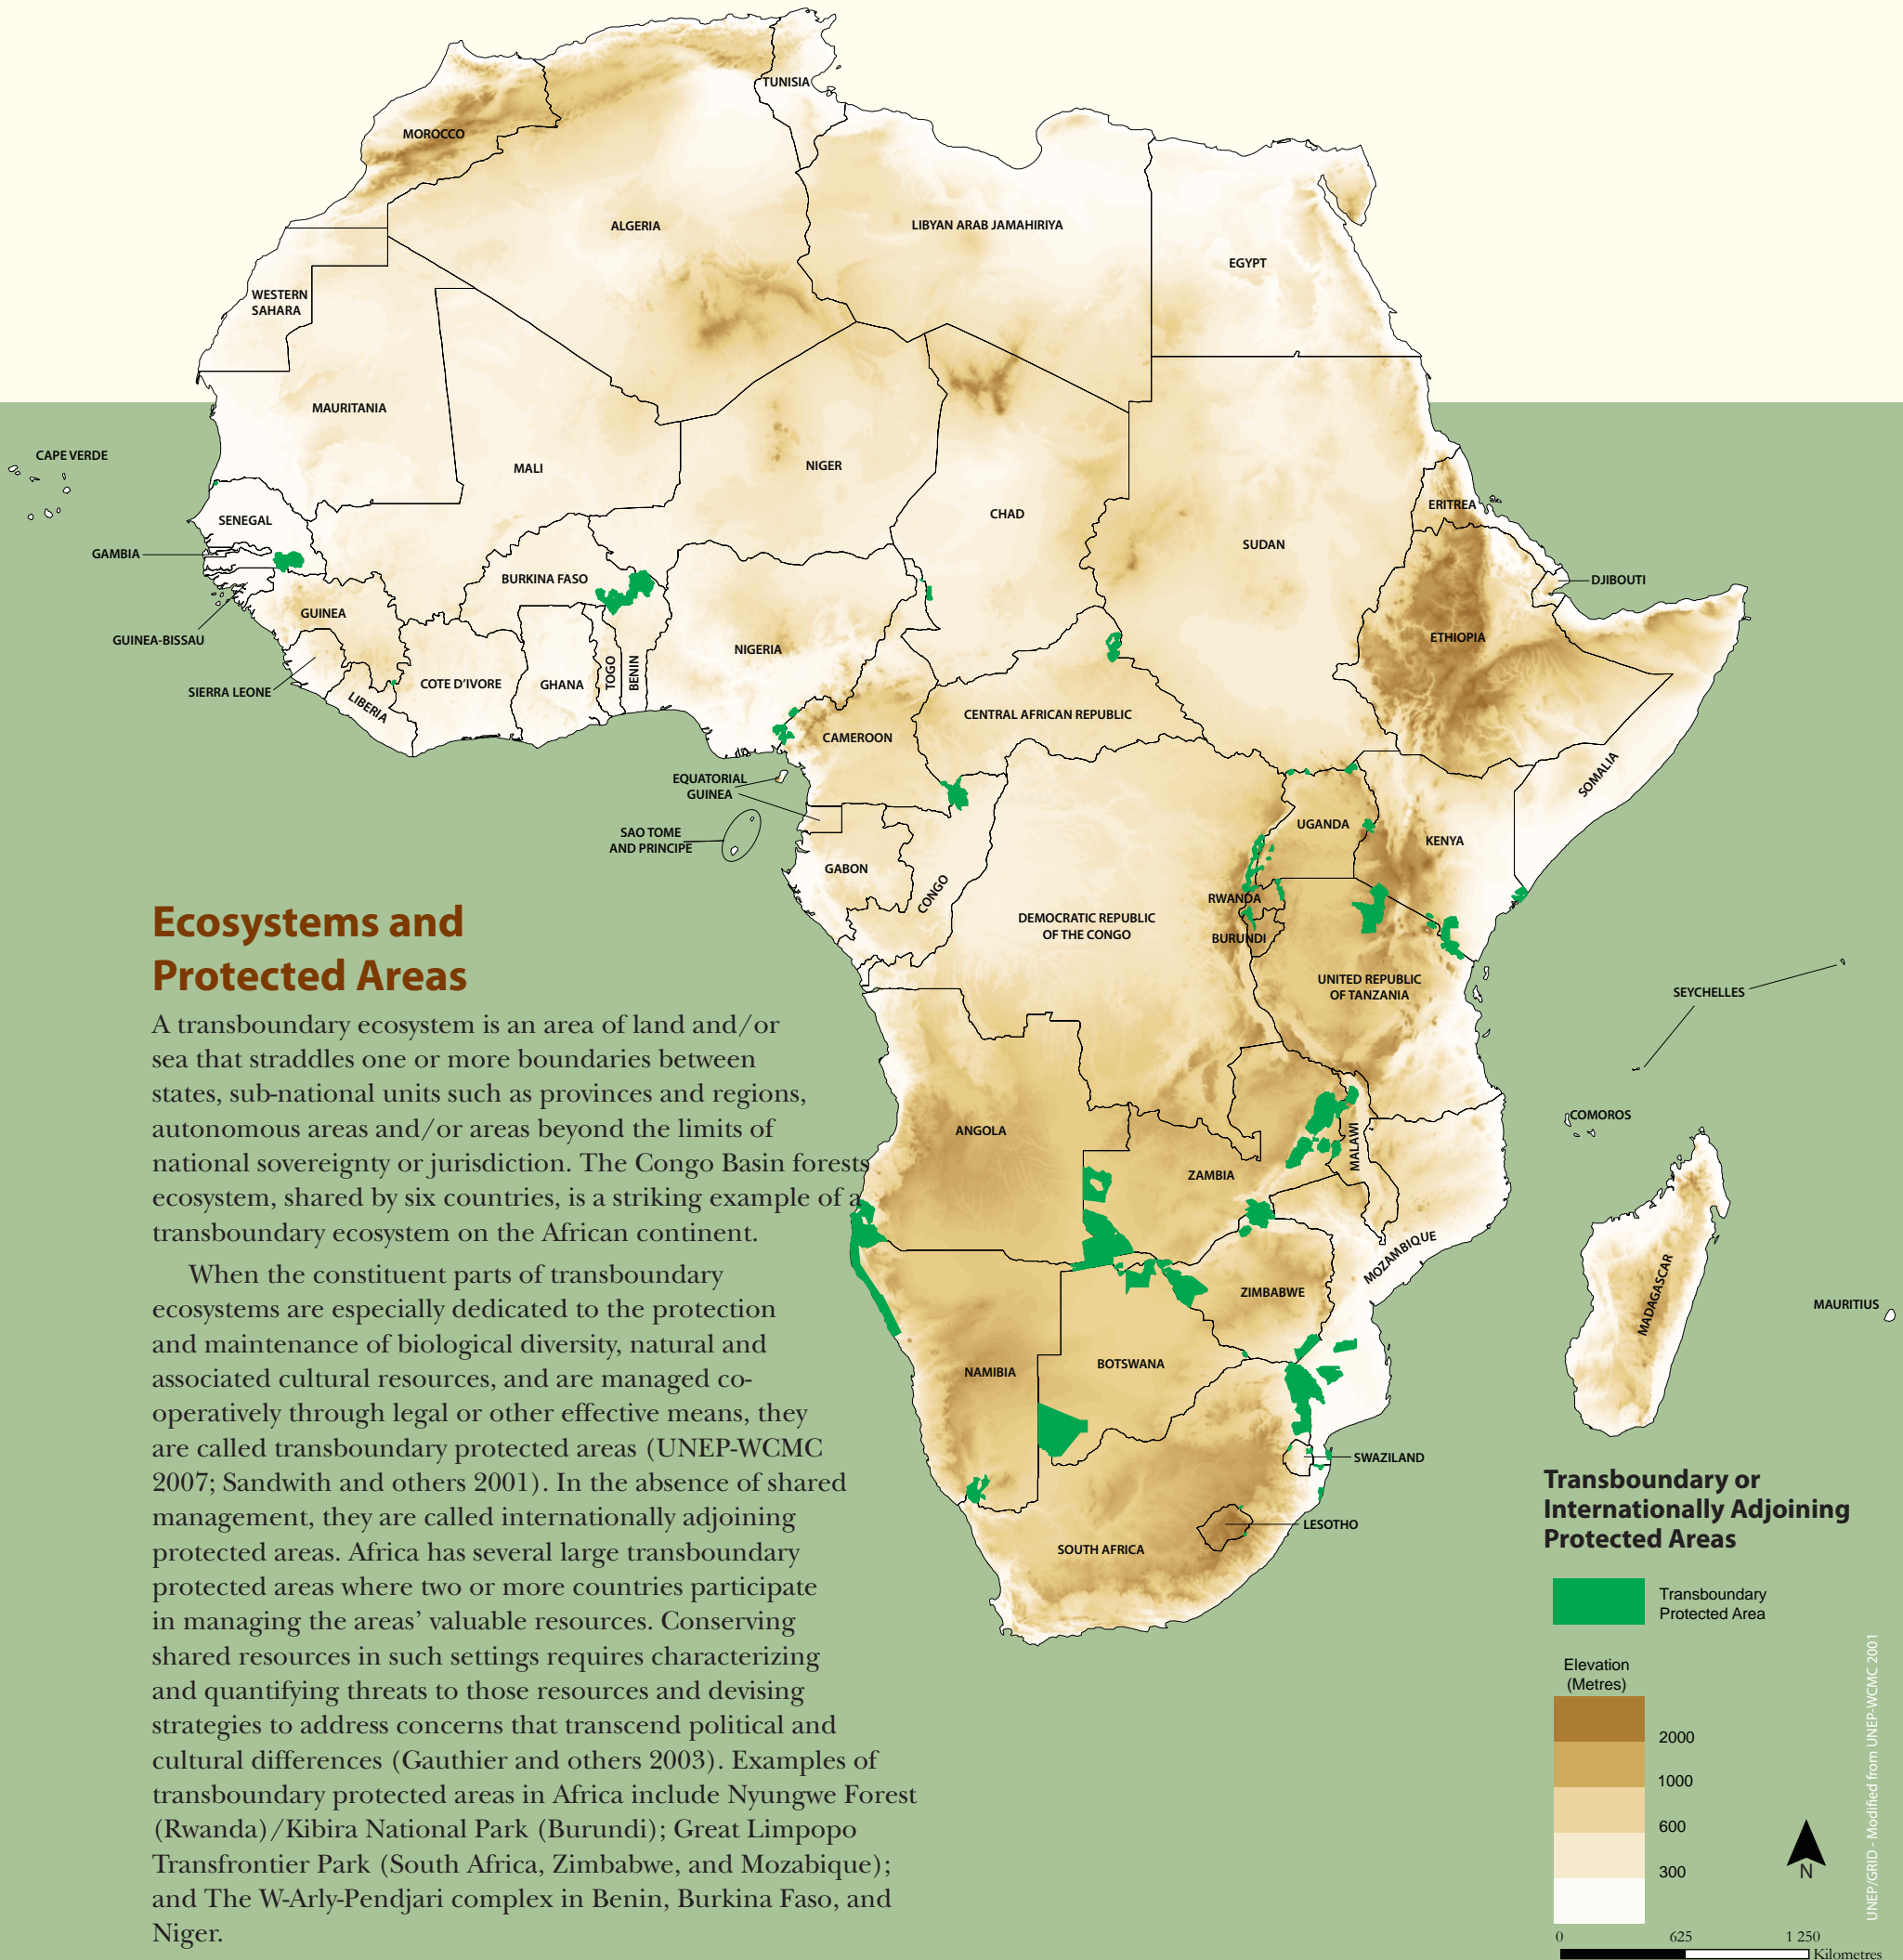 TUNISIA
MOROCCO
ALGERIA
LIBYAN ARAB JAMAHIRIYA
EGYPT
WESTERN
SAHARA
MAURITANIA
CAPE VERDE
MALI
NIGER
CHAD
SUDAN
ERITREA
SENEGAL
GAMBIA
BURKINA FASO
DJIBOUTI
GUINEA
GUINEA-BISSAU
NIGERIA
ETHIOPIA
SIERRA LEONE
COTE D'IVORE
GHANA
TOGO
BENIN
LIBERIA
CENTRAL AFRICAN REPUBLIC
CAMEROON
SOMALIA
EQUATORIAL
GUINEA
UGANDA
KENYA
SAO TOME
AND PRINCIPE
GABON
CONGO
RWANDA
DEMOCRATIC REPUBLIC
OF THE CONGO
BURUNDI
UNITED REPUBLIC
OF TANZANIA
SEYCHELLES
COMOROS
ANGOLA
MALAWI
ZAMBIA
MOZAMBIQUE
ZIMBABWE
MADAGASCAR
MAURITIUS
NAMIBIA
BOTSWANA
SWAZILAND
LESOTHO
SOUTH AFRICA
Ecosystems and
Protected Areas
A transboundary ecosystem is an area of land and/or
sea that straddles one or more boundaries between
states, sub-national units such as provinces and regions,
autonomous areas and/or areas beyond the limits of
national sovereignty or jurisdiction. The Congo Basin forests
ecosystem, shared by six countries, is a striking example of a
transboundary ecosystem on the African continent.
When the constituent parts of transboundary
ecosystems are especially dedicated to the protection
and maintenance of biological diversity, natural and
associated cultural resources, and are managed co-
operatively through legal or other effective means, they
are called transboundary protected areas (UNEP-WCMC
2007; Sandwith and others 2001). In the absence of shared
management, they are called internationally adjoining
protected areas. Africa has several large transboundary
protected areas where two or more countries participate
in managing the areas' valuable resources. Conserving
shared resources in such settings requires characterizing
and quantifying threats to those resources and devising
strategies to address concerns that transcend political and
cultural differences (Gauthier and others 2003). Examples of
transboundary protected areas in Africa include Nyungwe Forest
(Rwanda)/Kibira National Park (Burundi); Great Limpopo
Transfrontier Park (South Africa, Zimbabwe, and Mozabique);
and The W-Arly-Pendjari complex in Benin, Burkina Faso, and
Niger.
Transboundary or
Internationally Adjoining
Protected Areas
Transboundary
Protected Area
Elevation
(Metres)
2000
1000
600
300
N
0 625 1 250
Kilometres
UNEP/GRID - Modified from UNEP-WCMC 2001